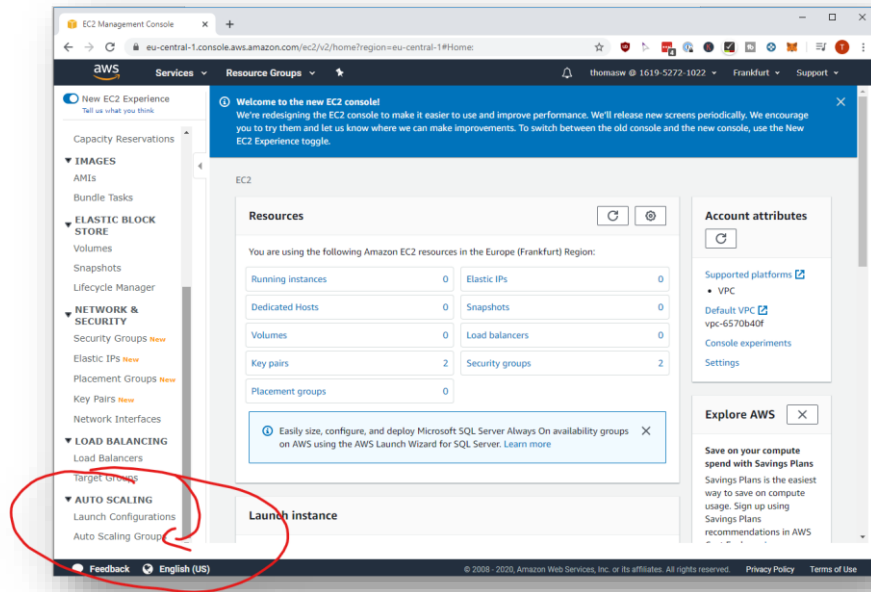 EC2 Management Console
eu-central-1.console.aws.amazon.com/ec2/v2/home?region=eu-central-1#Home:
aws
Services
Resource Groups
thomasw @ 1619-5272-1022
Frankfurt
Support
New EC2 Experience
Tell us what you think
Capacity Reservations
IMAGES
AMIs
Bundle Tasks
ELASTIC BLOCK
STORE
Volumes
Snapshots
Lifecycle Manager
NETWORK &
SECURITY
Security Groups New
Elastic IPs New
Placement Groups New
Key Pairs New
Network Interfaces
LOAD BALANCING
Load Balancers
Target Groups
AUTO SCALING
Launch Configurations
Auto Scaling Groups
Welcome to the new EC2 console!
We're redesigning the EC2 console to make it easier to use and improve performance. We'll release new screens periodically. We encourage
you to try them and let us know where we can make improvements. To switch between the old console and the new console, use the New
EC2 Experience toggle.
EC2
Resources
You are using the following Amazon EC2 resources in the Europe (Frankfurt) Region:
Running instances 0
Elastic IPs 0
Dedicated Hosts 0
Snapshots 0
Volumes 0
Load balancers 0
Key pairs 2
Security groups 2
Placement groups 0
Easily size, configure, and deploy Microsoft SQL Server Always On availability groups
on AWS using the AWS Launch Wizard for SQL Server. Learn more
Launch instance
Account attributes
Supported platforms
VPC
Default VPC
vpc-6570b40f
Console experiments
Settings
Explore AWS
Save on your compute
spend with Savings Plans
Savings Plans is the easiest
way to save on compute
usage. Sign up using
Savings Plans
recommendations in AWS
Feedback
English (US)
© 2008 - 2020, Amazon Web Services, Inc. or its affiliates. All rights reserved.
Privacy Policy
Terms of Use